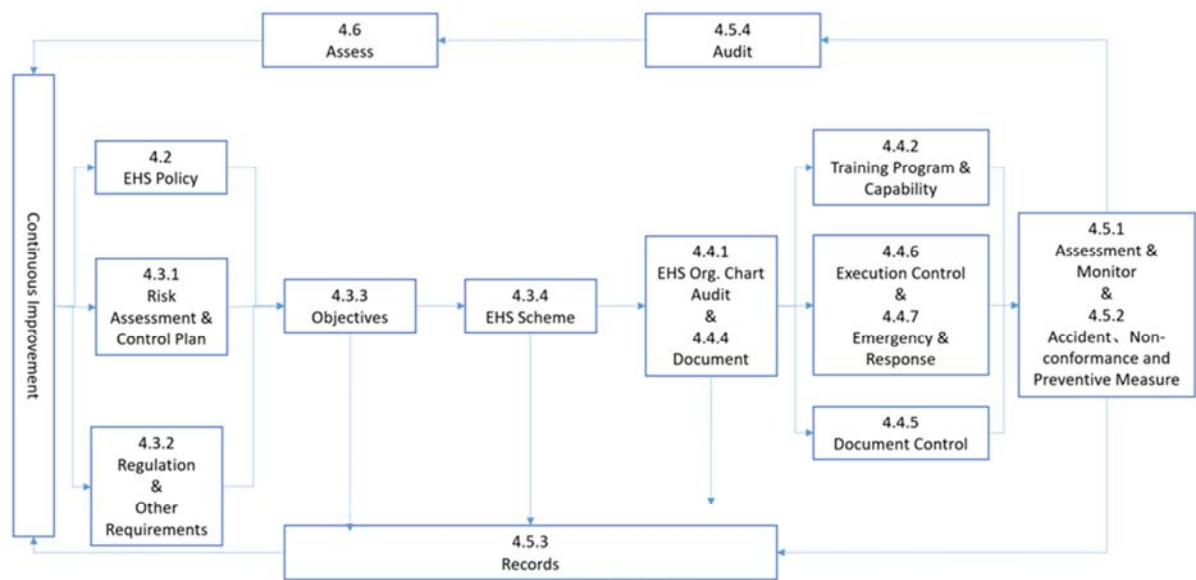 4.6
Assess
4.5.4
Audit
Continuous Improvement
4.2
EHS Policy
4.3.1
Risk
Assessment &
Control Plan
4.3.2
Regulation
&
Other
Requirements
4.3.3
Objectives
4.3.4
EHS Scheme
4.4.1
EHS Org. Chart
Audit
&
4.4.4
Document
4.4.2
Training Program &
Capability
4.4.6
Execution Control
&
4.4.7
Emergency &
Response
4.4.5
Document Control
4.5.1
Assessment &
Monitor
&
4.5.2
Accident、Non-
conformance and
Preventive Measure
4.5.3
Records